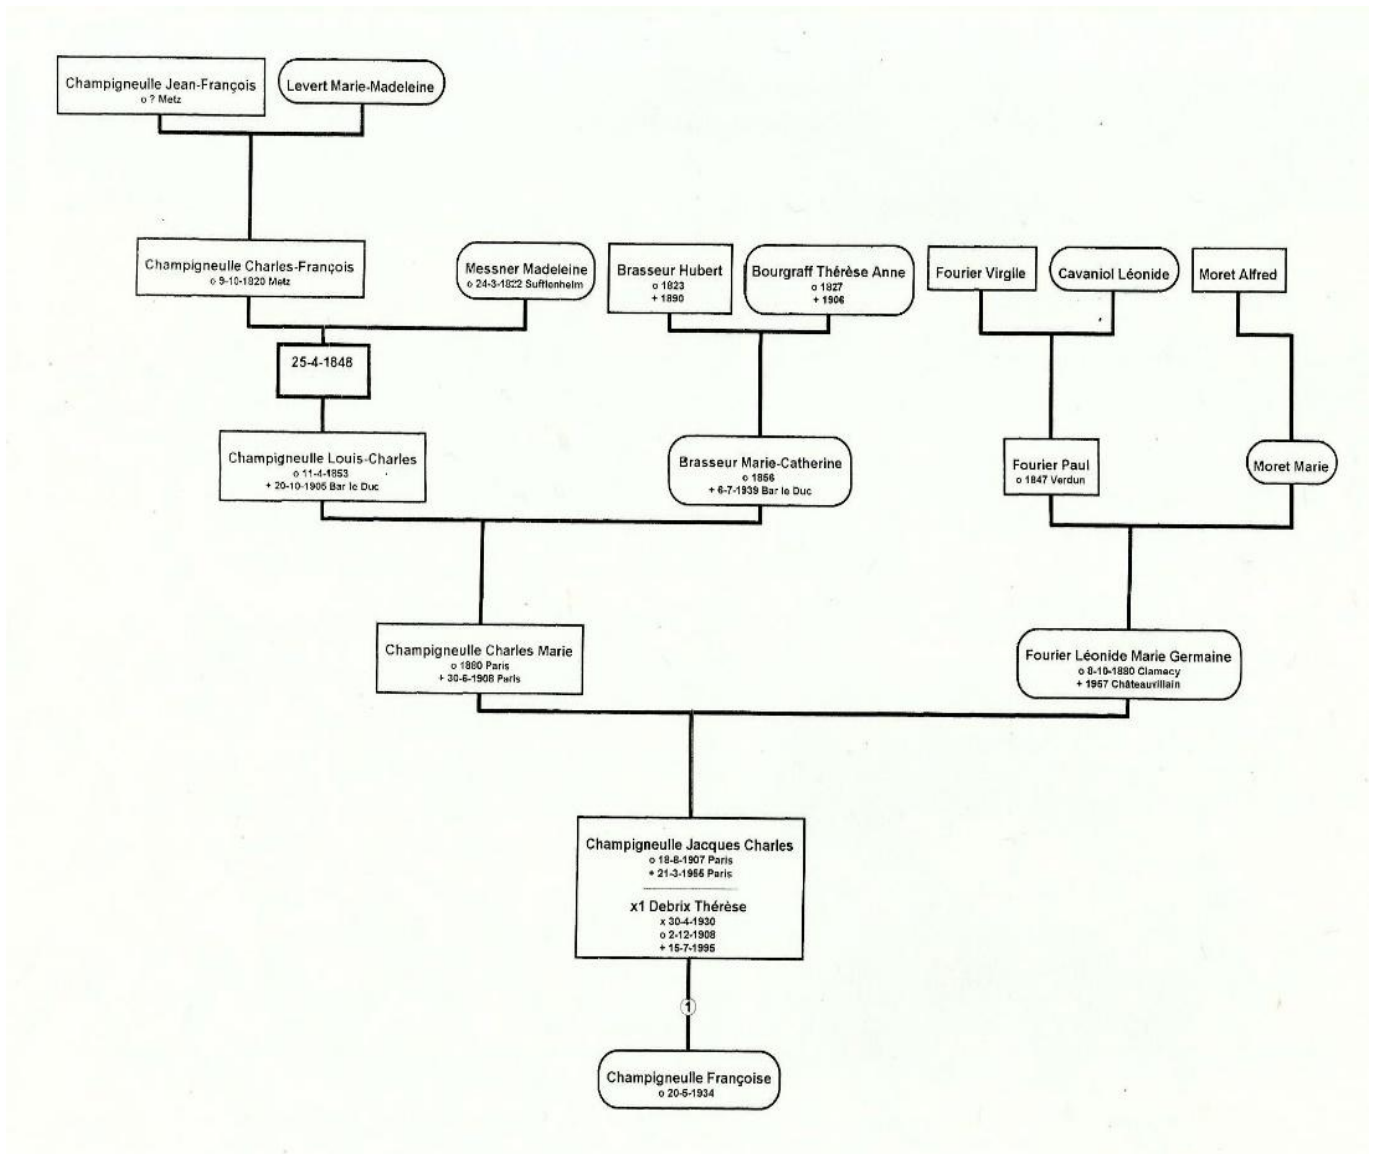 Champigneulle Jean-François
o ? Metz
Levert Marie-Madeleine
Champigneulle Charles-François
o 9-10-1820 Metz
Messner Madeleine
o 24-3-1822 Sufflenheim
Brasseur Hubert
o 1823
+ 1890
Bourgraff Thérèse Anne
o 1827
+ 1906
Fourier Virgile
Cavaniol Léonide
Moret Alfred
25-4-1848
Champigneulle Louis-Charles
o 11-4-1853
+ 20-10-1905 Bar le Duc
Brasseur Marie-Catherine
o 1856
+ 6-7-1939 Bar le Duc
Fourier Paul
o 1847 Verdun
Moret Marie
Champigneulle Charles Marie
o 1880 Paris
+ 30-6-1908 Paris
Fourier Léonide Marie Germaine
o 8-10-1880 Clamecy
+ 1967 Châteauvillain
Champigneulle Jacques Charles
o 18-8-1907 Paris
+ 21-3-1955 Paris
x1 Debrix Thérèse
x 30-4-1930
o 2-12-1908
+ 15-7-1995
1
Champigneulle Françoise
o 20-5-1934